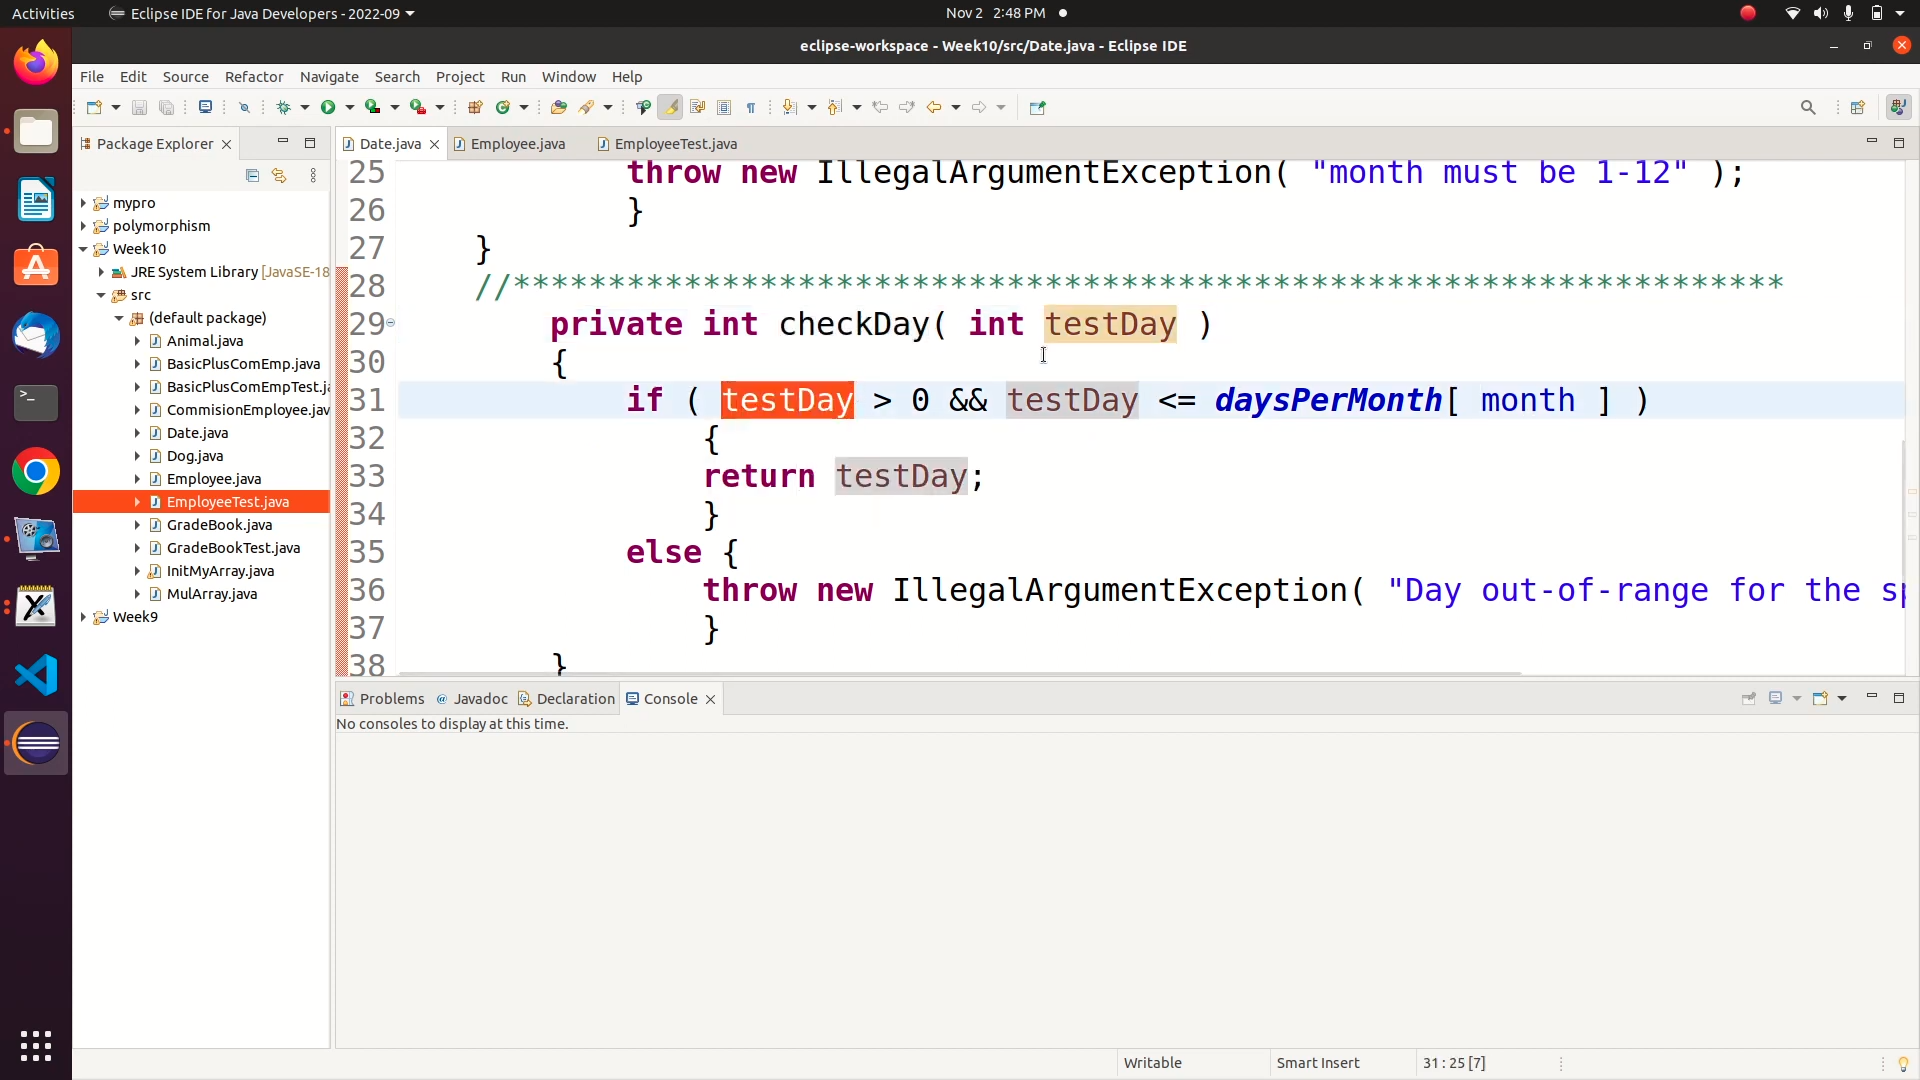 Activities
Eclipse IDE for Java Developers - 2022-09
Nov 2 2:48 PM
eclipse-workspace - Week10/src/Date.java - Eclipse IDE
File Edit Source Refactor Navigate Search Project Run Window Help
Package Explorer
mypro
polymorphism
Week10
JRE System Library [JavaSE-18
src
(default package)
Animal.java
BasicPlusComEmp.java
BasicPlusComEmpTest.ja
CommisionEmployee.jav
Date.java
Dog.java
Employee.java
EmployeeTest.java
GradeBook.java
GradeBookTest.java
InitMyArray.java
MulArray.java
Week9
Date.java Employee.java EmployeeTest.java
25 throw new IllegalArgumentException( "month must be 1-12" );
26 }
27 }
28 //*******************************************************************
29 private int checkDay( int testDay )
30 {
31 if ( testDay > 0 && testDay <= daysPerMonth[ month ] )
32 {
33 return testDay;
34 }
35 else {
36 throw new IllegalArgumentException( "Day out-of-range for the sp
37 }
38 }
Problems Javadoc Declaration Console
No consoles to display at this time.
Writable Smart Insert 31 : 25 [7]